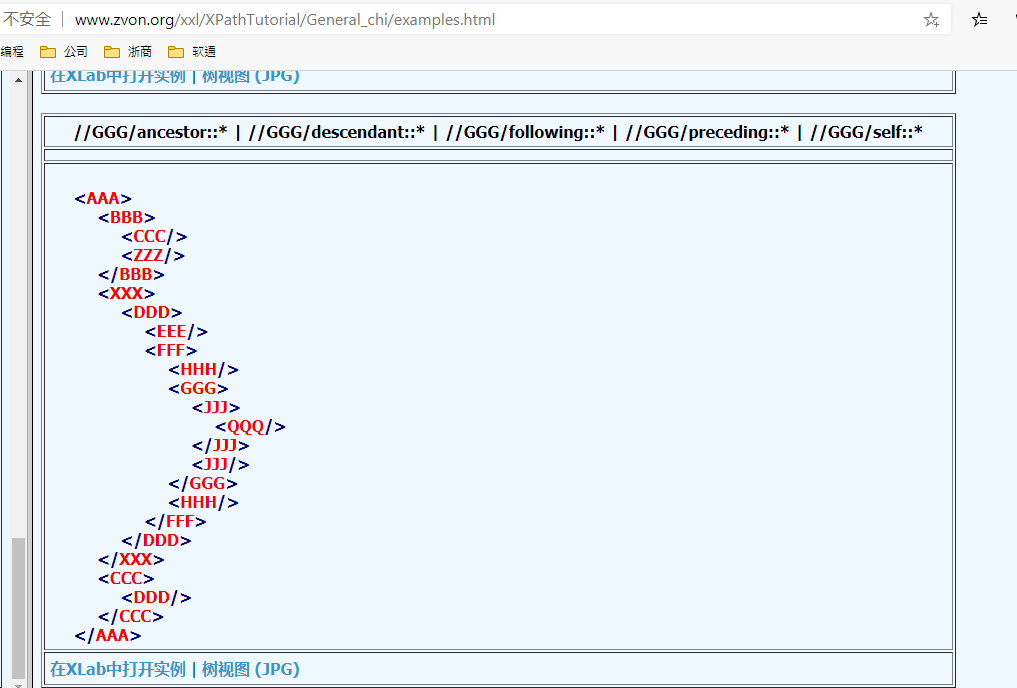 不安全 | www.zvon.org/xxl/XPathTutorial/General_chi/examples.html
编程 公司 浙商 软通
在XLab中打开实例 | 树视图 (JPG)
//GGG/ancestor::* | //GGG/descendant::* | //GGG/following::* | //GGG/preceding::* | //GGG/self::*
<AAA>
<BBB>
<CCC/>
<ZZZ/>
</BBB>
<XXX>
<DDD>
<EEE/>
<FFF>
<HHH/>
<GGG>
<JJJ>
<QQQ/>
</JJJ>
<JJJ/>
</GGG>
<HHH/>
</FFF>
</DDD>
</XXX>
<CCC>
<DDD/>
</CCC>
</AAA>
在XLab中打开实例 | 树视图 (JPG)